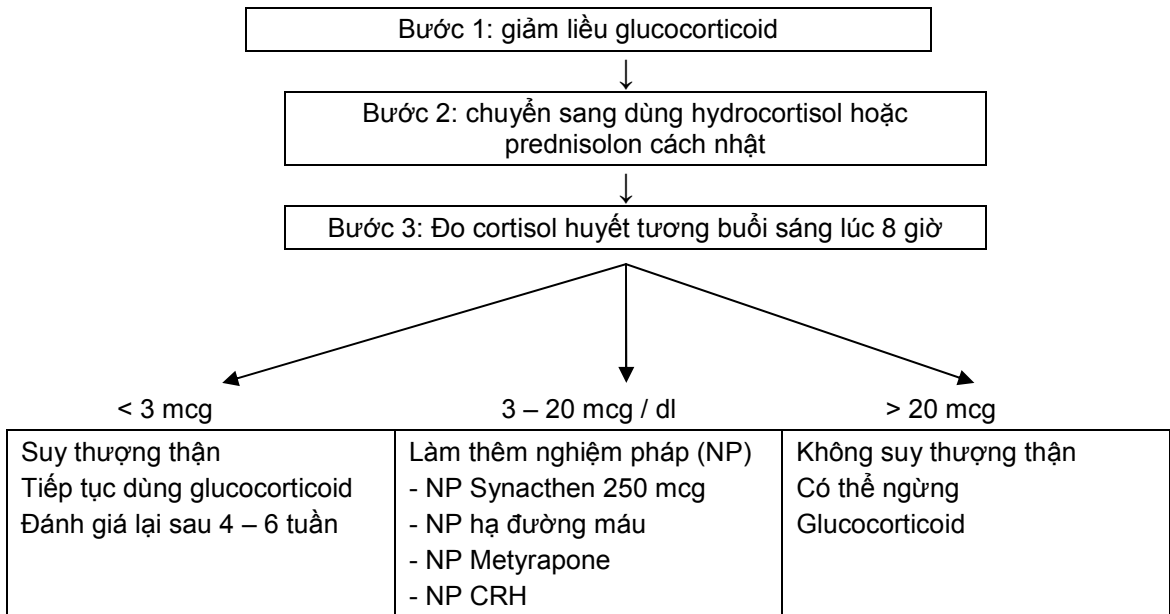 Bước 1: giảm liều glucocorticoid
↓
Bước 2: chuyển sang dùng hydrocortisol hoặc
prednisolon cách nhật
↓
Bước 3: Đo cortisol huyết tương buổi sáng lúc 8 giờ
< 3 mcg
3 – 20 mcg / dl
> 20 mcg
Suy thượng thận
Tiếp tục dùng glucocorticoid
Đánh giá lại sau 4 – 6 tuần
Làm thêm nghiệm pháp (NP)
- NP Synacthen 250 mcg
- NP hạ đường máu
- NP Metyrapone
- NP CRH
Không suy thượng thận
Có thể ngừng
Glucocorticoid